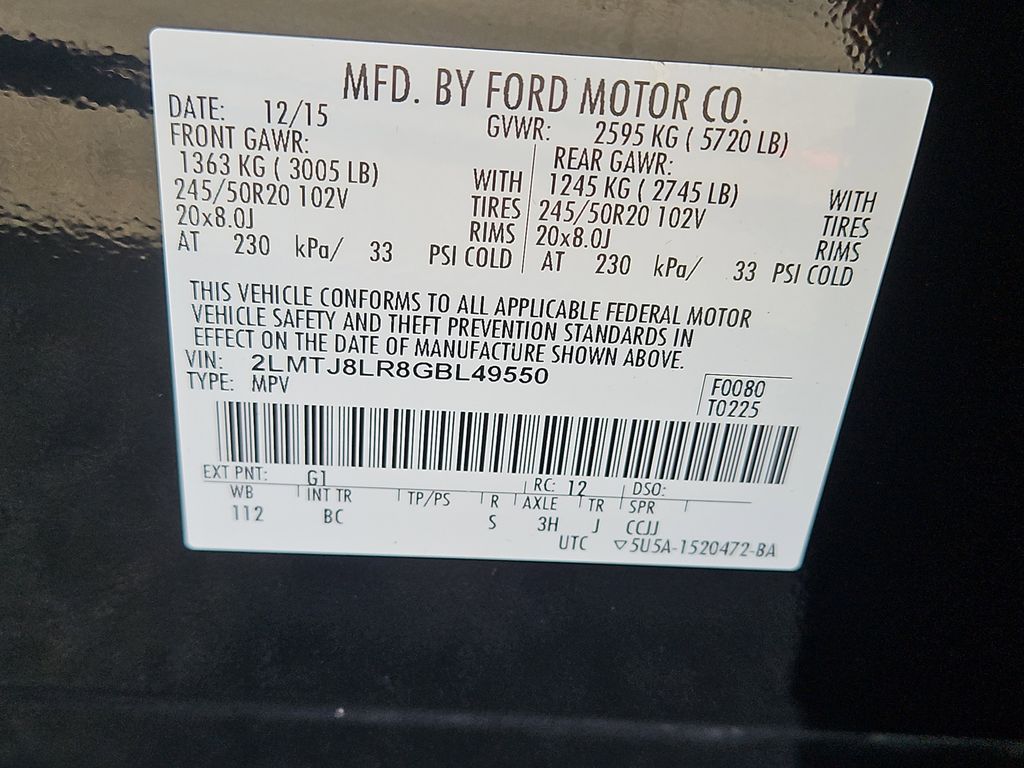 MFD. BY FORD MOTOR CO.
DATE: 12/15 GVWR: 2595 KG ( 5720 LB)
FRONT GAWR: REAR GAWR:
1363 KG ( 3005 LB) WITH 1245 KG ( 2745 LB) WITH
245/50R20 102V TIRES 245/50R20 102V TIRES
20x8.0J RIMS 20x8.0J RIMS
AT 230 kPa/ 33 PSI COLD AT 230 kPa/ 33 PSI COLD
THIS VEHICLE CONFORMS TO ALL APPLICABLE FEDERAL MOTOR
VEHICLE SAFETY AND THEFT PREVENTION STANDARDS IN
EFFECT ON THE DATE OF MANUFACTURE SHOWN ABOVE.
VIN: 2LMTJ8LR8GBL49550
TYPE: MPV
F0080
T0225
EXT PNT: G1 RC: 12 DSO:
WB INT TR TP/PS R AXLE TR SPR
112 BC S 3H J CCJJ
UTC ▽5U5A-1520472-BA